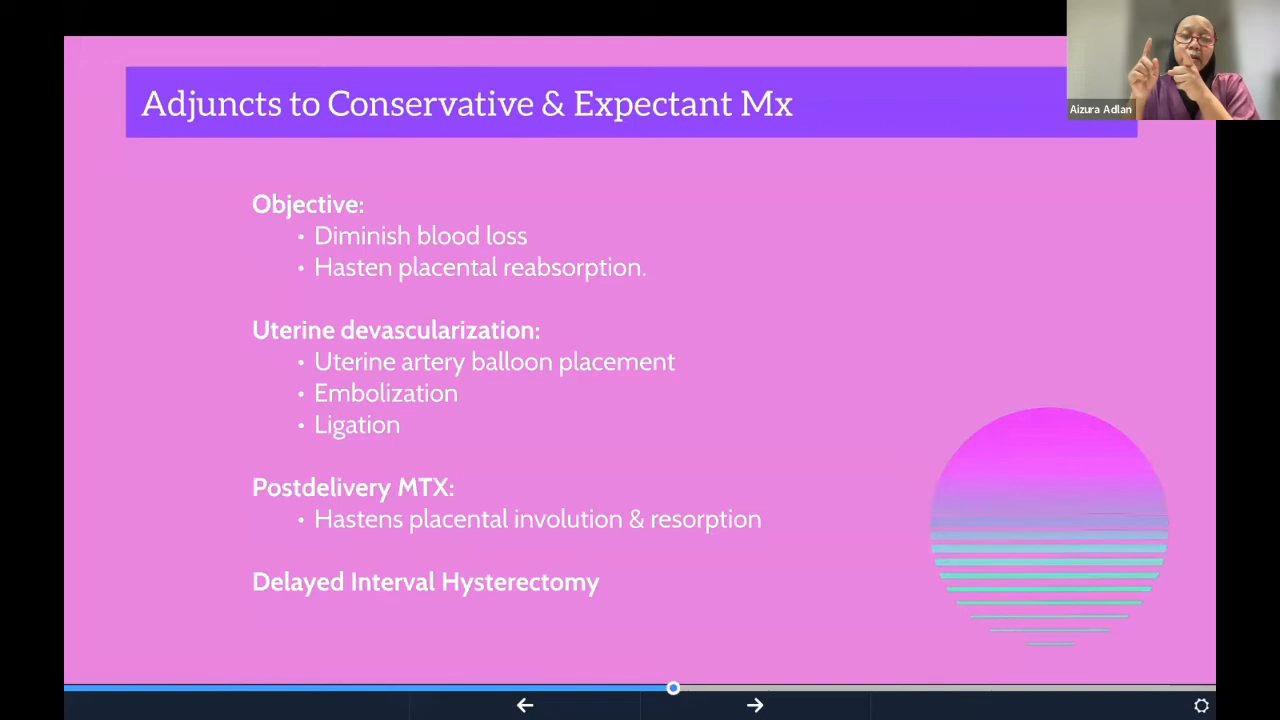 Adjuncts to Conservative & Expectant Mx
Aizura Adlan
Objective:
• Diminish blood loss
• Hasten placental reabsorption.
Uterine devascularization:
• Uterine artery balloon placement
• Embolization
• Ligation
Postdelivery MTX:
• Hastens placental involution & resorption
Delayed Interval Hysterectomy